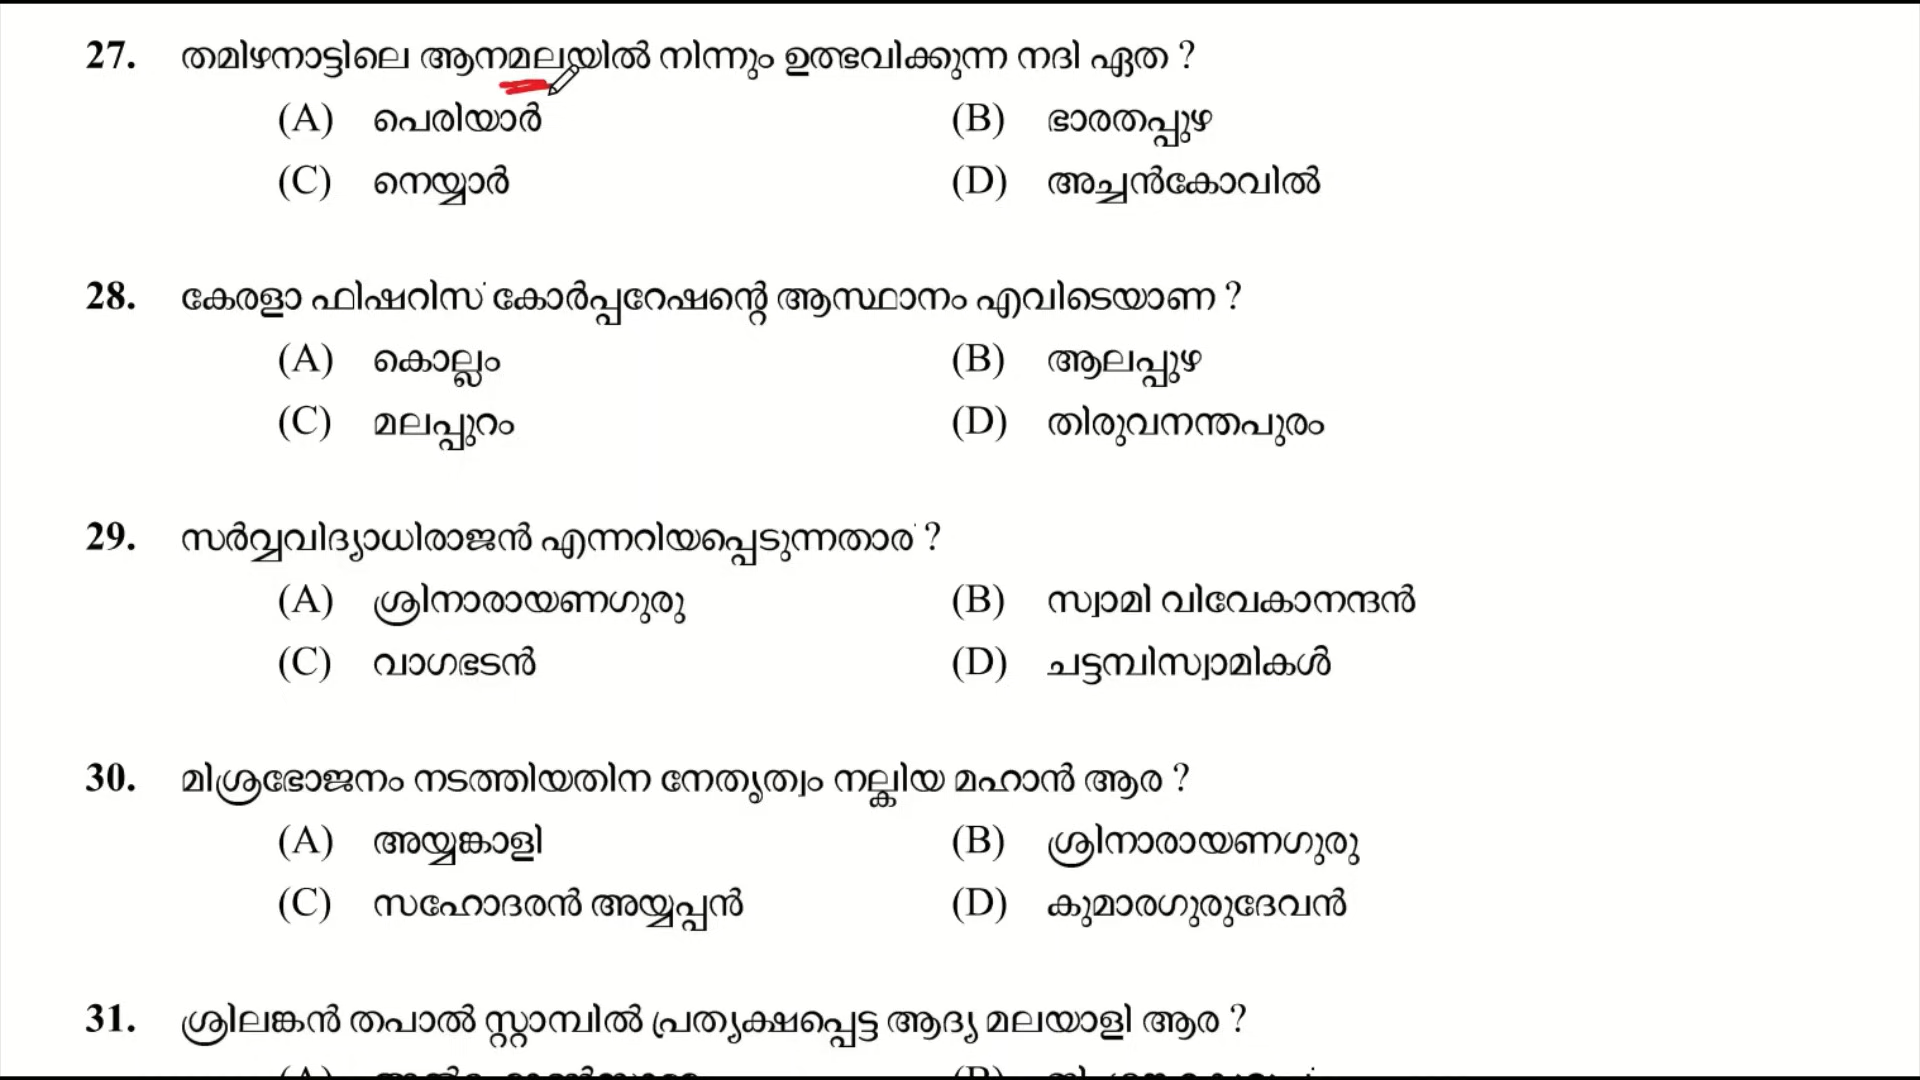 27. തമിഴനാട്ടിലെ ആനമലയിൽ നിന്നും ഉത്ഭവിക്കുന്ന നദി ഏത ?
(A) പെരിയാർ (B) ഭാരതപ്പുഴ
(C) നെയ്യാർ (D) അച്ചൻകോവിൽ
28. കേരളാ ഫിഷറിസ് കോർപ്പറേഷന്റെ ആസ്ഥാനം എവിടെയാണ ?
(A) കൊല്ലം (B) ആലപ്പുഴ
(C) മലപ്പുറം (D) തിരുവനന്തപുരം
29. സർവ്വവിദ്യാധിരാജൻ എന്നറിയപ്പെടുന്നതാര് ?
(A) ശ്രിനാരായണഗുരു (B) സ്വാമി വിവേകാനന്ദൻ
(C) വാഗഭടൻ (D) ചട്ടമ്പിസ്വാമികൾ
30. മിശ്രഭോജനം നടത്തിയതിന നേതൃത്വം നല്കിയ മഹാൻ ആര ?
(A) അയ്യങ്കാളി (B) ശ്രിനാരായണഗുരു
(C) സഹോദരൻ അയ്യപ്പൻ (D) കുമാരഗുരുദേവൻ
31. ശ്രിലങ്കൻ തപാൽ സ്റ്റാമ്പിൽ പ്രത്യക്ഷപ്പെട്ട ആദ്യ മലയാളി ആര ?